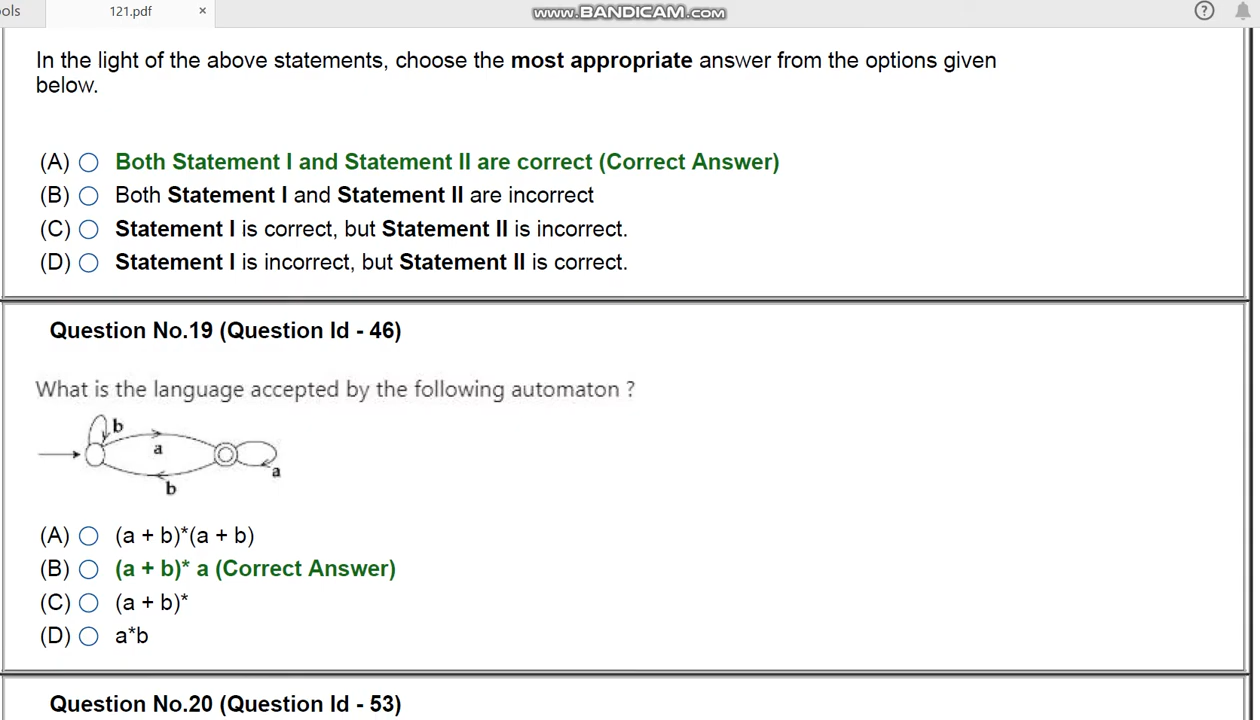 ols
121.pdf ×
www.BANDICAM.com
?
In the light of the above statements, choose the most appropriate answer from the options given
below.
(A) Both Statement I and Statement II are correct (Correct Answer)
(B) Both Statement I and Statement II are incorrect
(C) Statement I is correct, but Statement II is incorrect.
(D) Statement I is incorrect, but Statement II is correct.
Question No.19 (Question Id - 46)
What is the language accepted by the following automaton ?
b
a
a
b
(A) (a + b)*(a + b)
(B) (a + b)* a (Correct Answer)
(C) (a + b)*
(D) a*b
Question No.20 (Question Id - 53)